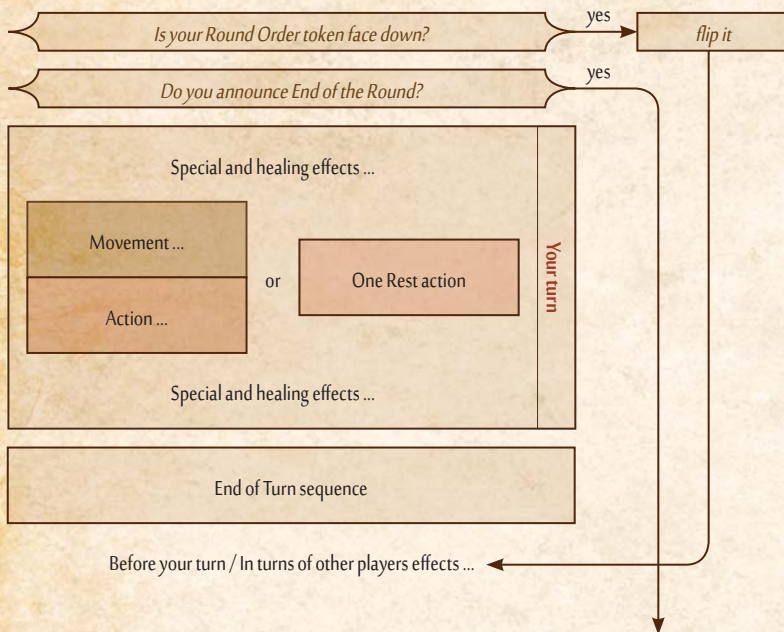 Is your Round Order token face down?
yes
flip it
Do you announce End of the Round?
yes
Special and healing effects ...
Movement ...
or
One Rest action
Action ...
Your turn
Special and healing effects ...
End of Turn sequence
Before your turn / In turns of other players effects ...